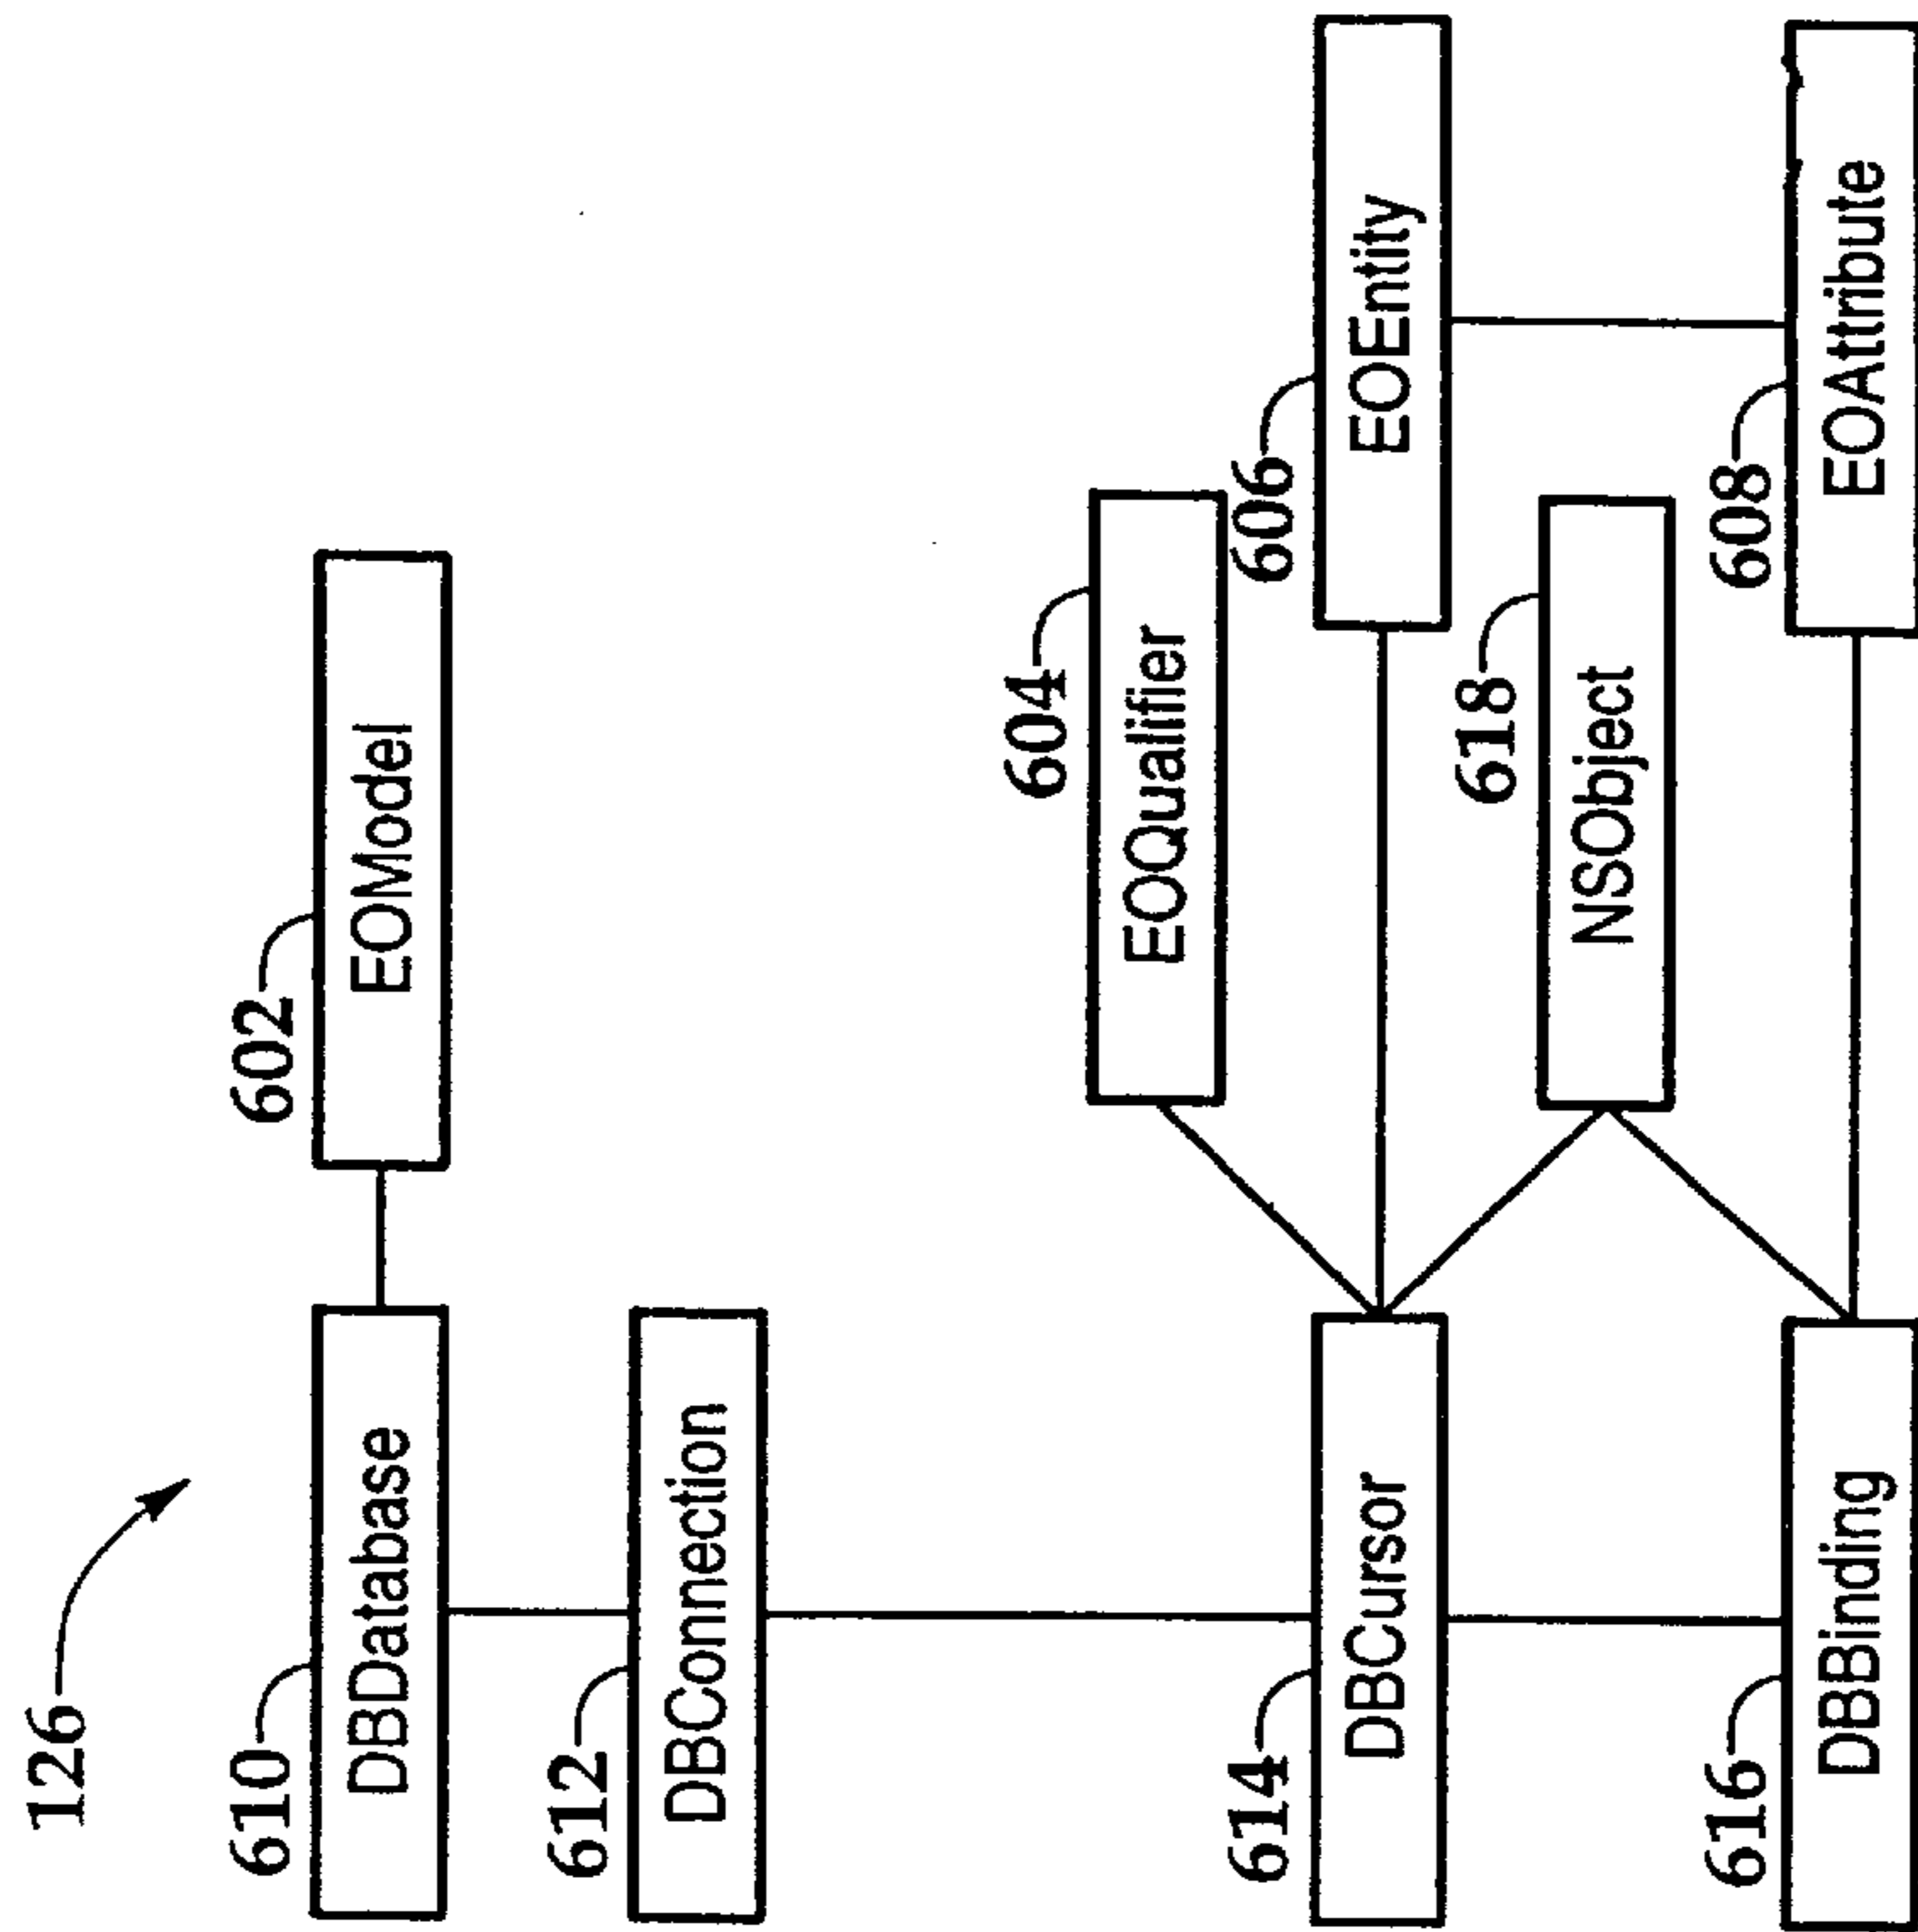 126
610
DBDatabase
602
EOModel
612
DBConnection
604
EOQualifier
614
DBCursor
606
EOEntity
618
NSObject
616
DBBinding
608
EOAttribute